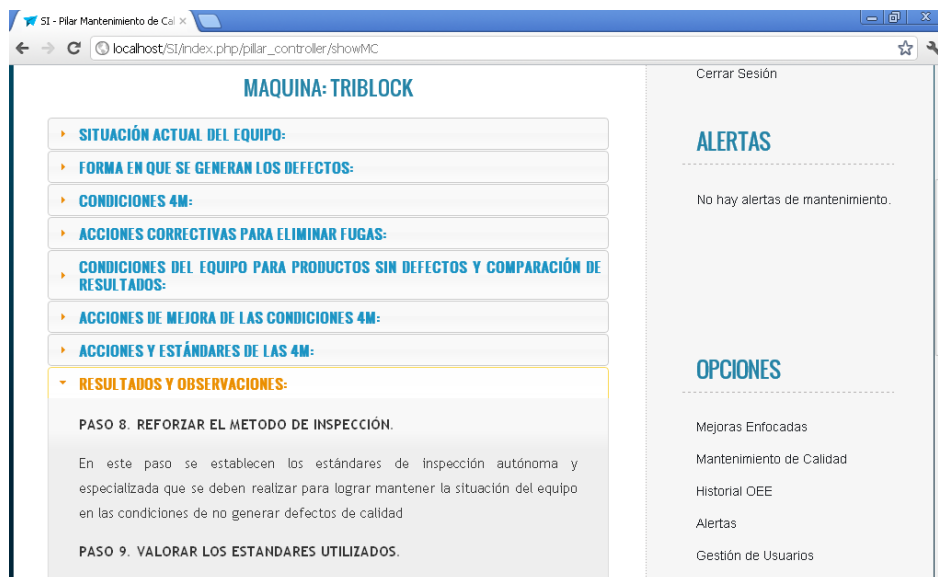 SI - Pilar Mantenimiento de Cal
localhost/SI/index.php/pillar_controller/showMC
MAQUINA: TRIBLOCK
SITUACIÓN ACTUAL DEL EQUIPO:
FORMA EN QUE SE GENERAN LOS DEFECTOS:
CONDICIONES 4M:
ACCIONES CORRECTIVAS PARA ELIMINAR FUGAS:
CONDICIONES DEL EQUIPO PARA PRODUCTOS SIN DEFECTOS Y COMPARACIÓN DE
RESULTADOS:
ACCIONES DE MEJORA DE LAS CONDICIONES 4M:
ACCIONES Y ESTÁNDARES DE LAS 4M:
RESULTADOS Y OBSERVACIONES:
PASO 8. REFORZAR EL METODO DE INSPECCIÓN.
En este paso se establecen los estándares de inspección autónoma y
especializada que se deben realizar para lograr mantener la situación del equipo
en las condiciones de no generar defectos de calidad
PASO 9. VALORAR LOS ESTANDARES UTILIZADOS.
Cerrar Sesión
ALERTAS
No hay alertas de mantenimiento.
OPCIONES
Mejoras Enfocadas
Mantenimiento de Calidad
Historial OEE
Alertas
Gestión de Usuarios